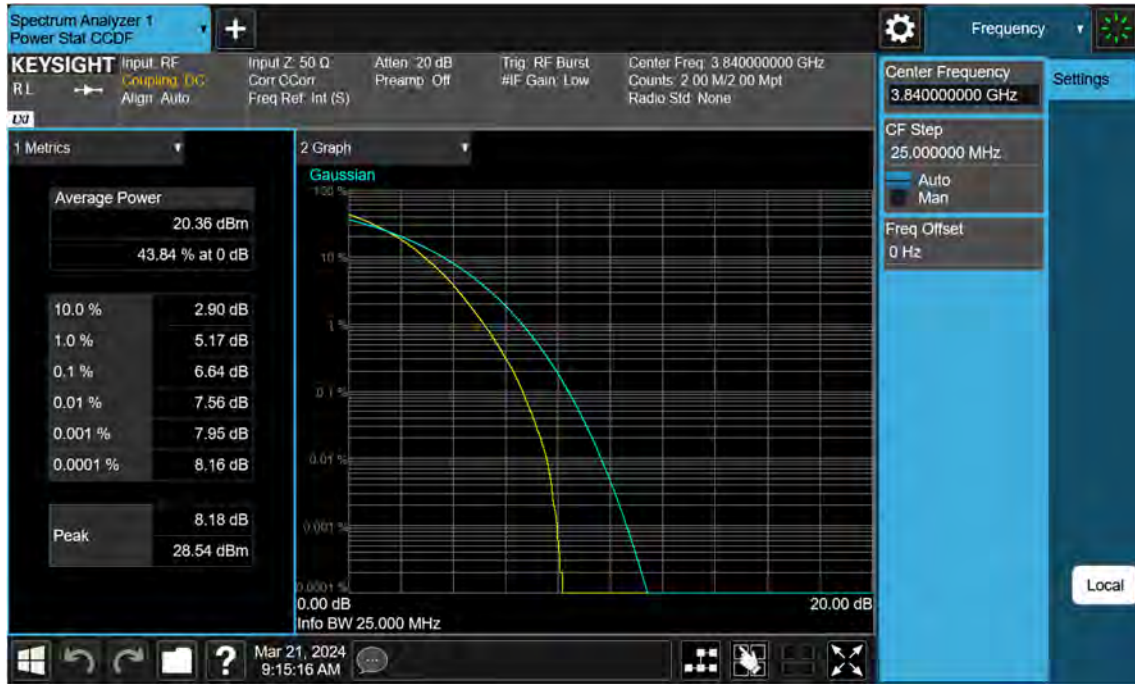 Spectrum Analyzer 1
Power Stat CCDF
+
Frequency
KEYSIGHT
RL
LXI
Input: RF
Coupling: DC
Align: Auto
Input Z: 50 Ω
Corr CCorr
Freq Ref: Int (S)
Atten: 20 dB
Preamp: Off
Trig: RF Burst
#IF Gain: Low
Center Freq: 3.840000000 GHz
Counts: 2.00 M/2.00 Mpt
Radio Std: None
Center Frequency
3.840000000 GHz
Settings
CF Step
25.000000 MHz
Auto
Man
Freq Offset
0 Hz
1 Metrics
Average Power
20.36 dBm
43.84 % at 0 dB
10.0 % 2.90 dB
1.0 % 5.17 dB
0.1 % 6.64 dB
0.01 % 7.56 dB
0.001 % 7.95 dB
0.0001 % 8.16 dB
Peak
8.18 dB
28.54 dBm
2 Graph
Gaussian
100 %
10 %
1 %
0.1 %
0.01 %
0.001 %
0.0001 %
0.00 dB
20.00 dB
Info BW 25.000 MHz
Local
?
Mar 21, 2024
9:15:16 AM